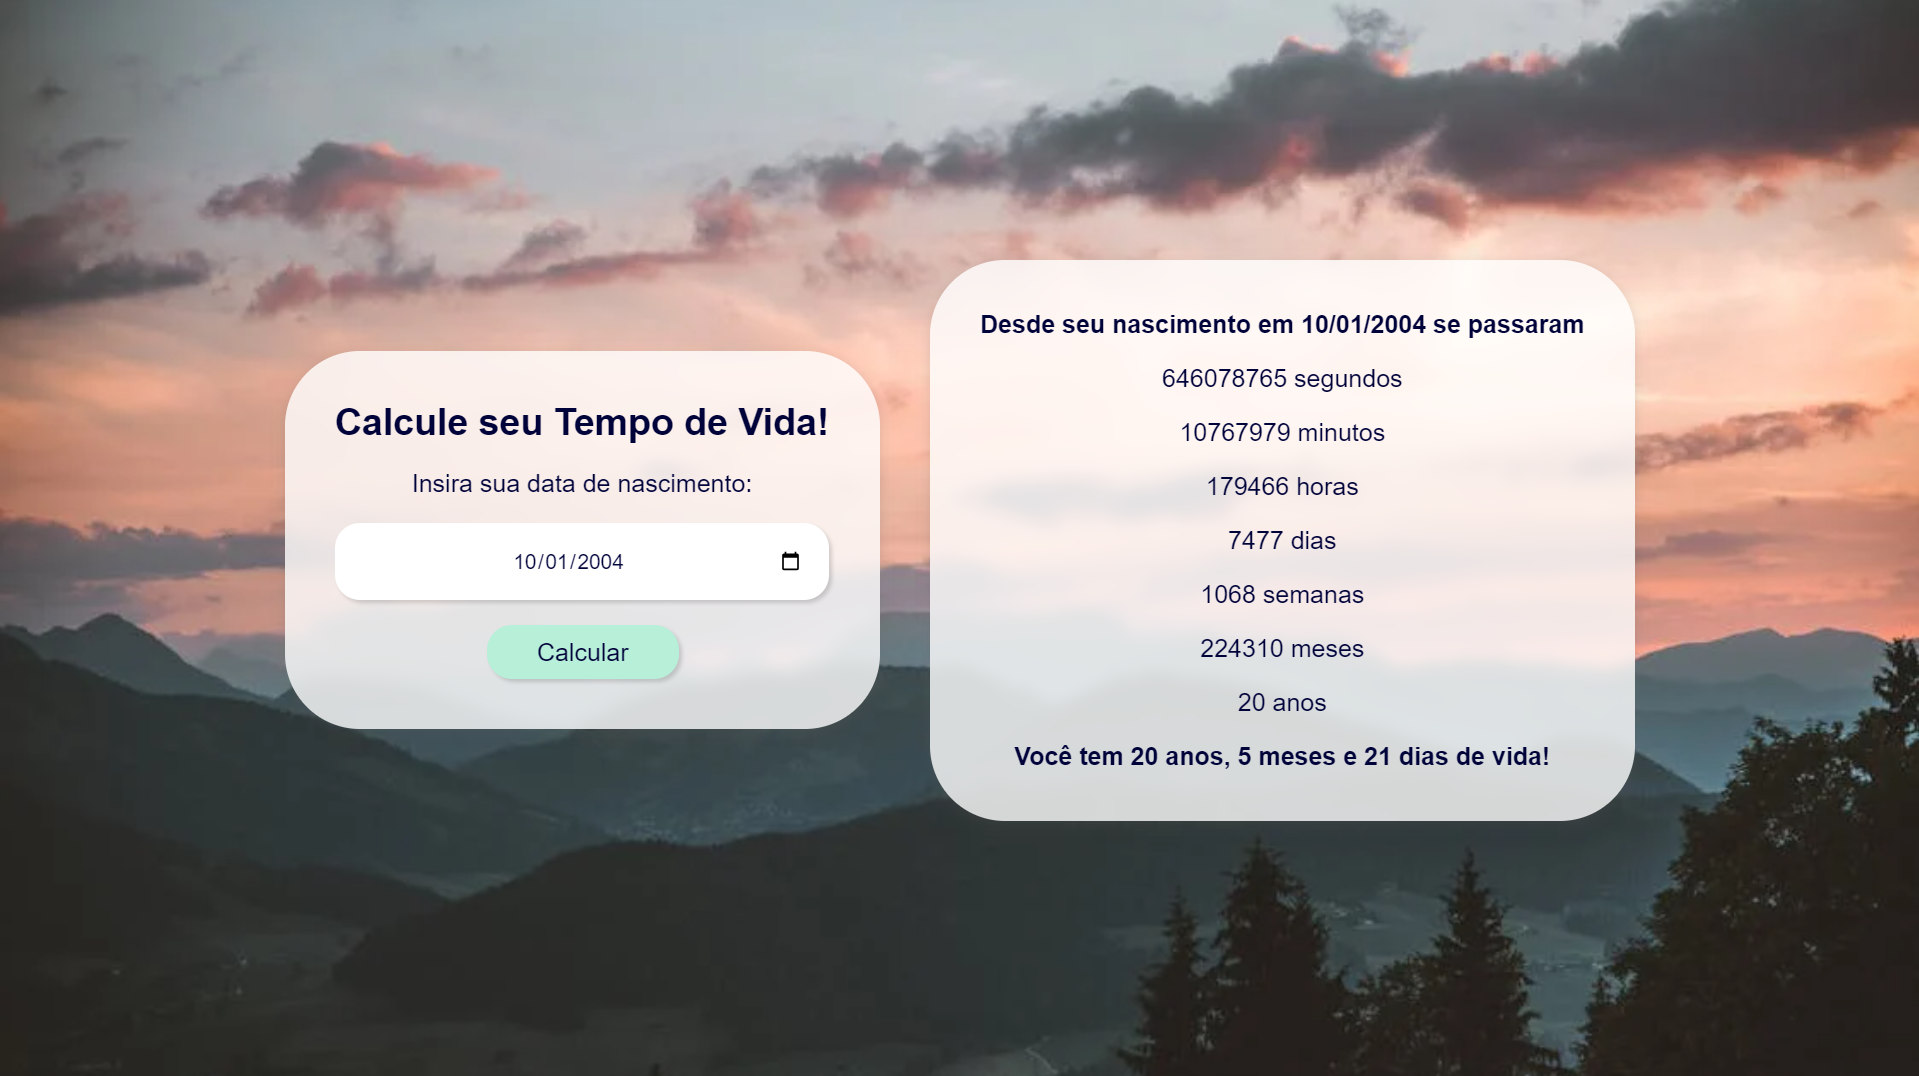 Calcule seu Tempo de Vida!
Insira sua data de nascimento:
10/01/2004
Calcular
Desde seu nascimento em 10/01/2004 se passaram
646078765 segundos
10767979 minutos
179466 horas
7477 dias
1068 semanas
224310 meses
20 anos
Você tem 20 anos, 5 meses e 21 dias de vida!